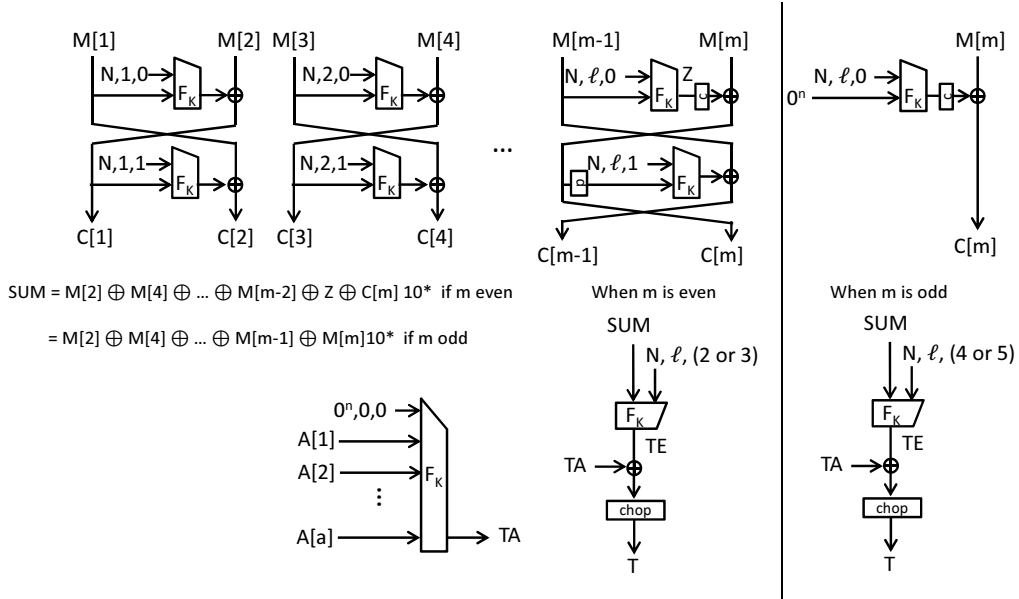 M[1] M[2] M[3] M[4] M[m-1] M[m] M[m]
N,1,0 F_K N,2,0 F_K N, ℓ,0 F_K Z c N, ℓ,0 0ⁿ F_K c
...
N,1,1 F_K N,2,1 F_K p N, ℓ,1 F_K
C[1] C[2] C[3] C[4] C[m-1] C[m] C[m]
SUM = M[2] ⊕ M[4] ⊕ ... ⊕ M[m-2] ⊕ Z ⊕ C[m] 10* if m even
= M[2] ⊕ M[4] ⊕ ... ⊕ M[m-1] ⊕ M[m]10* if m odd
When m is even
When m is odd
0ⁿ,0,0
A[1]
A[2]
F_K
⋮
A[a]
TA
SUM
N, ℓ, (2 or 3)
F_K
TE
TA
chop
T
SUM
N, ℓ, (4 or 5)
F_K
TE
TA
chop
T